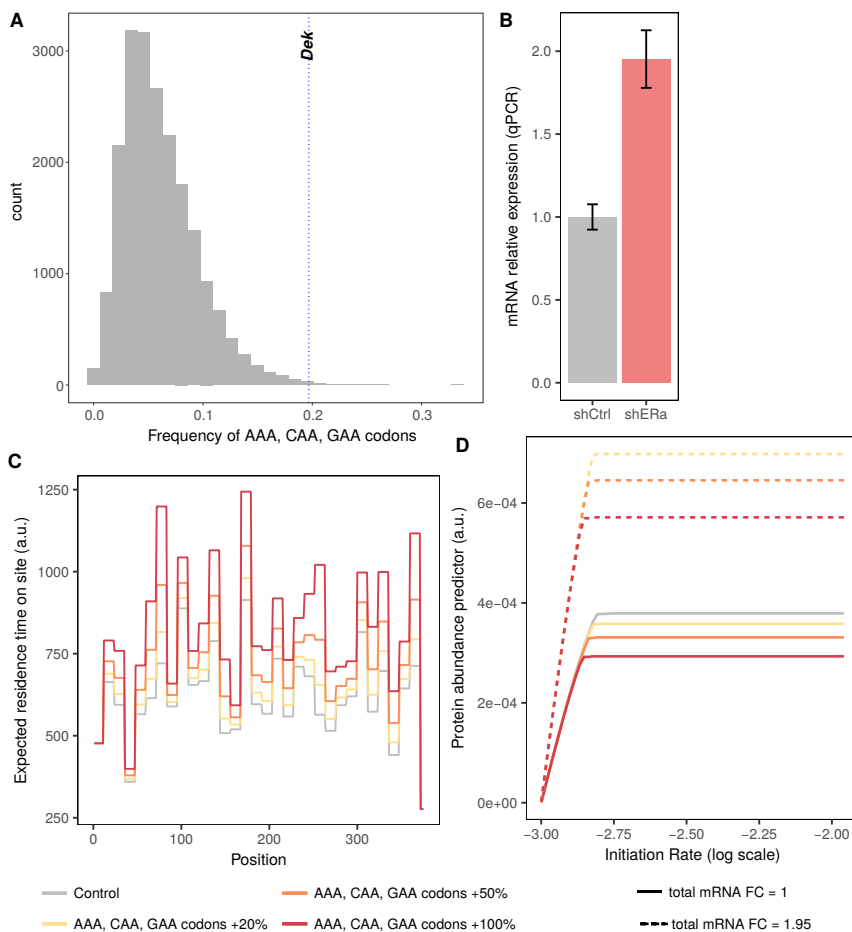 A
B
Dek
3000
2000
1000
0
count
0.0
0.1
0.2
0.3
Frequency of AAA, CAA, GAA codons
2.0
1.5
1.0
0.5
0.0
mRNA relative expression (qPCR)
shCtrl
shERa
C
1250
1000
750
500
250
Expected residence time on site (a.u.)
0
100
200
300
Position
D
6e−04
4e−04
2e−04
0e+00
Protein abundance predictor (a.u.)
−3.00
−2.75
−2.50
−2.25
−2.00
Initiation Rate (log scale)
Control
AAA, CAA, GAA codons +50%
total mRNA FC = 1
AAA, CAA, GAA codons +20%
AAA, CAA, GAA codons +100%
total mRNA FC = 1.95